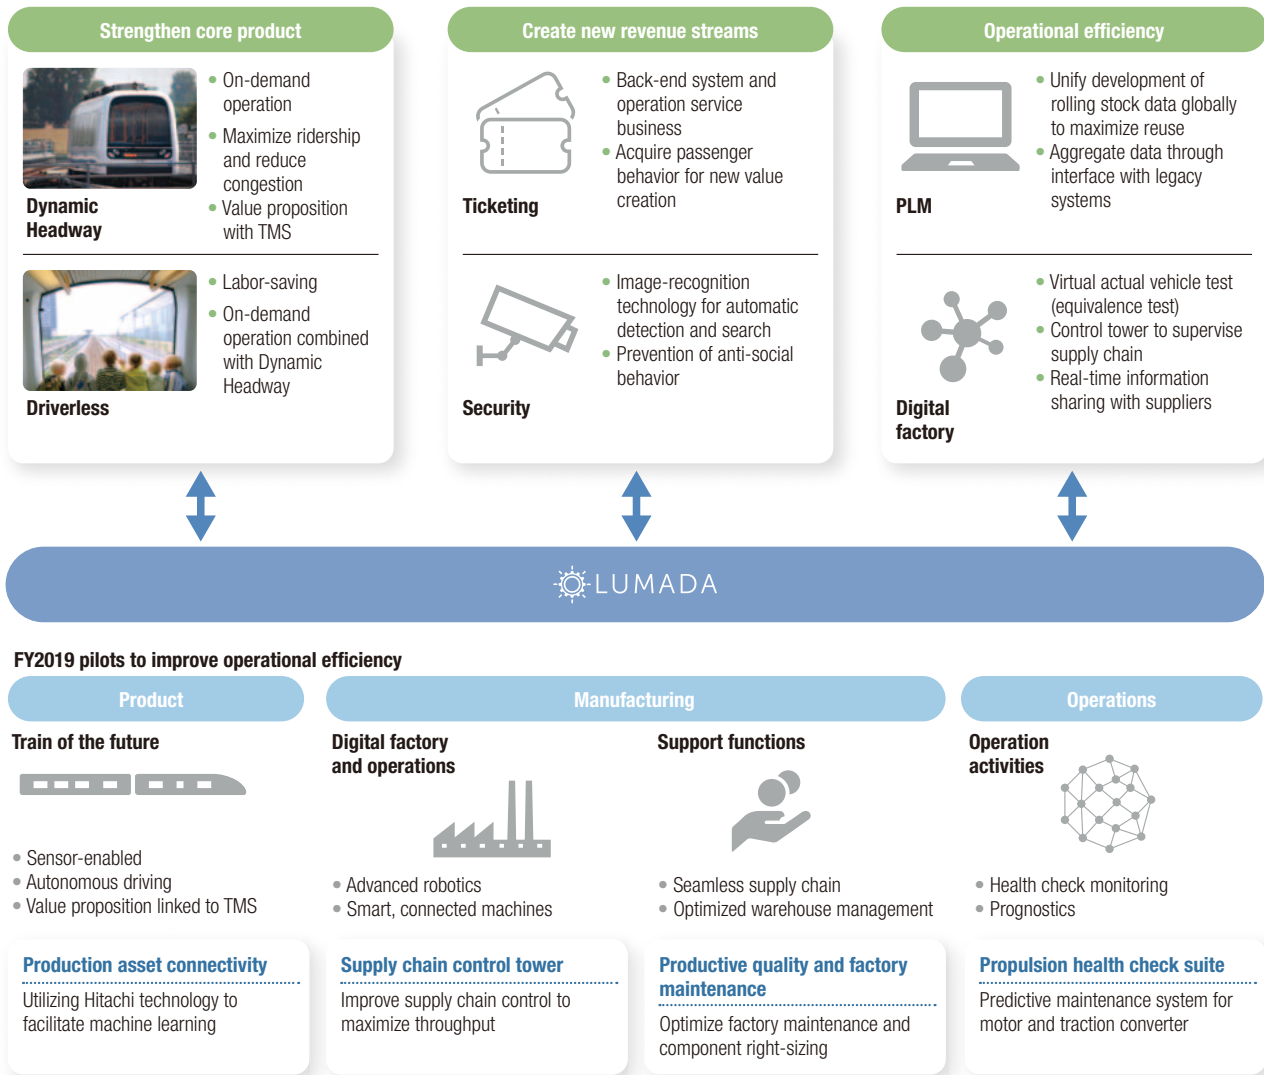 Strengthen core product
On-demand
operation
Maximize ridership
and reduce
congestion
Value proposition
with TMS
Dynamic
Headway
Labor-saving
On-demand
operation combined
with Dynamic
Headway
Driverless
Create new revenue streams
Back-end system and
operation service
business
Acquire passenger
behavior for new value
creation
Ticketing
Image-recognition
technology for automatic
detection and search
Prevention of anti-social
behavior
Security
Operational efficiency
Unify development of
rolling stock data globally
to maximize reuse
Aggregate data through
interface with legacy
systems
PLM
Virtual actual vehicle test
(equivalence test)
Control tower to supervise
supply chain
Real-time information
sharing with suppliers
Digital
factory
LUMADA
FY2019 pilots to improve operational efficiency
Product
Train of the future
Sensor-enabled
Autonomous driving
Value proposition linked to TMS
Production asset connectivity
Utilizing Hitachi technology to
facilitate machine learning
Manufacturing
Digital factory
and operations
Advanced robotics
Smart, connected machines
Supply chain control tower
Improve supply chain control to
maximize throughput
Support functions
Seamless supply chain
Optimized warehouse management
Productive quality and factory
maintenance
Optimize factory maintenance and
component right-sizing
Operations
Operation
activities
Health check monitoring
Prognostics
Propulsion health check suite
Predictive maintenance system for
motor and traction converter